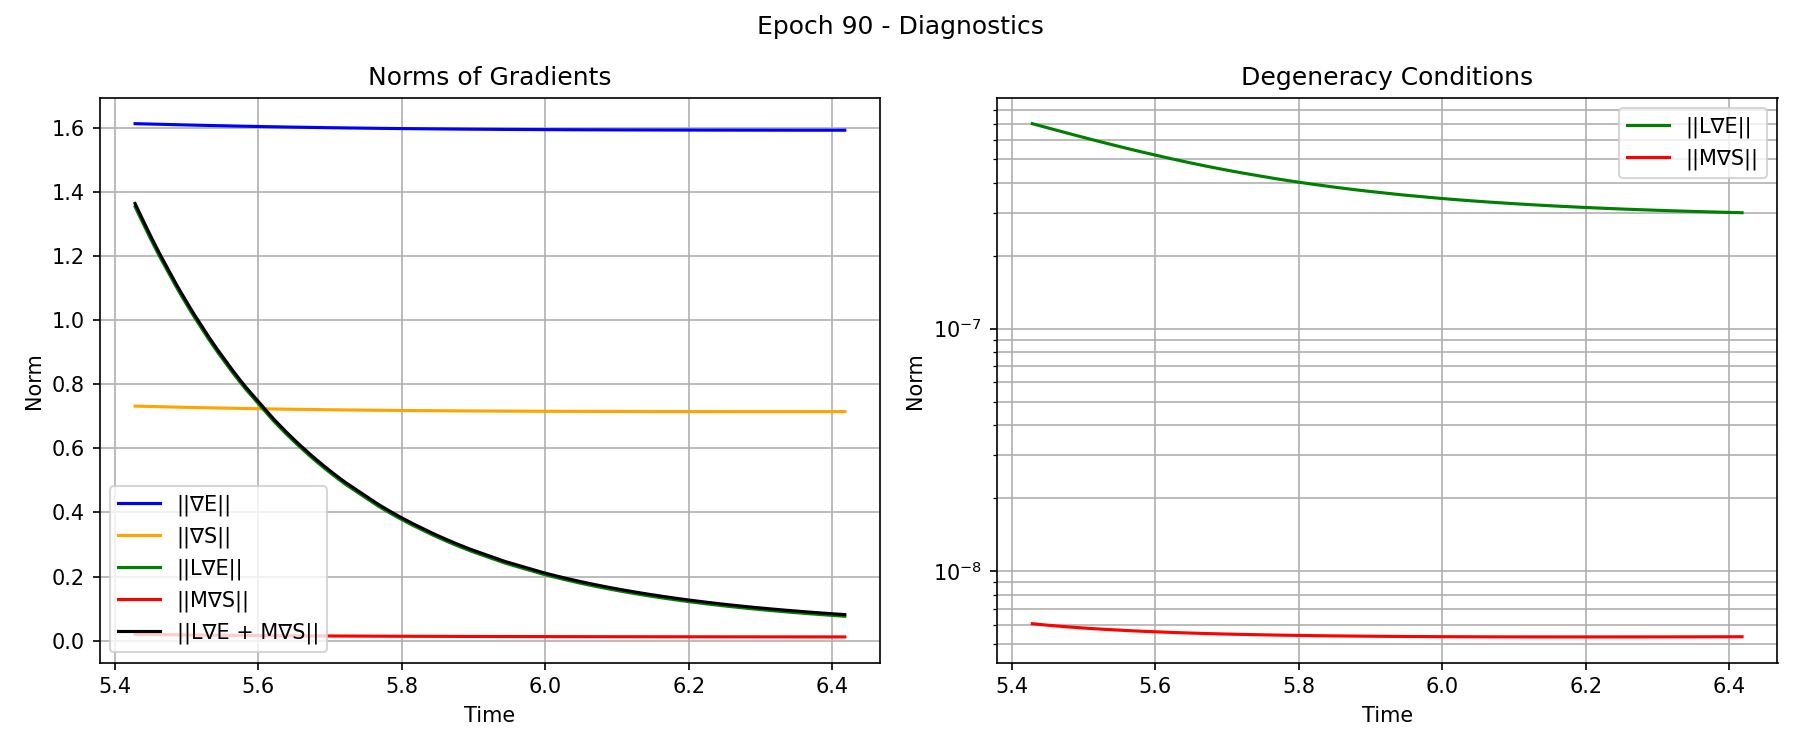 Epoch 90 - Diagnostics
Norms of Gradients
Norm
1.6
1.4
1.2
1.0
0.8
0.6
0.4
0.2
0.0
||∇E||
||∇S||
||L∇E||
||M∇S||
||L∇E + M∇S||
5.4 5.6 5.8 6.0 6.2 6.4
Time
Degeneracy Conditions
Norm
10⁻⁷
10⁻⁸
||L∇E||
||M∇S||
5.4 5.6 5.8 6.0 6.2 6.4
Time